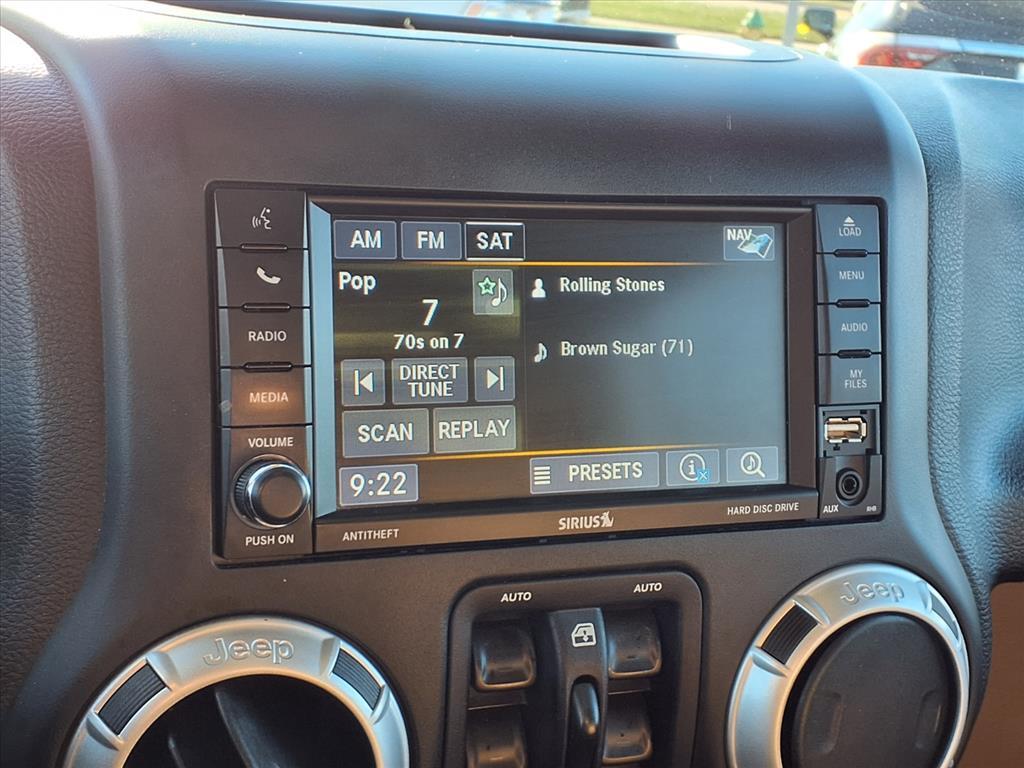 AM FM SAT NAV
LOAD
Pop
7
70s on 7
Rolling Stones
Brown Sugar (71)
DIRECT
TUNE
SCAN REPLAY
9:22 PRESETS
RADIO
MEDIA
VOLUME
PUSH ON
MENU
AUDIO
MY
FILES
AUX RHB
ANTITHEFT SIRIUS HARD DISC DRIVE
AUTO AUTO
Jeep Jeep